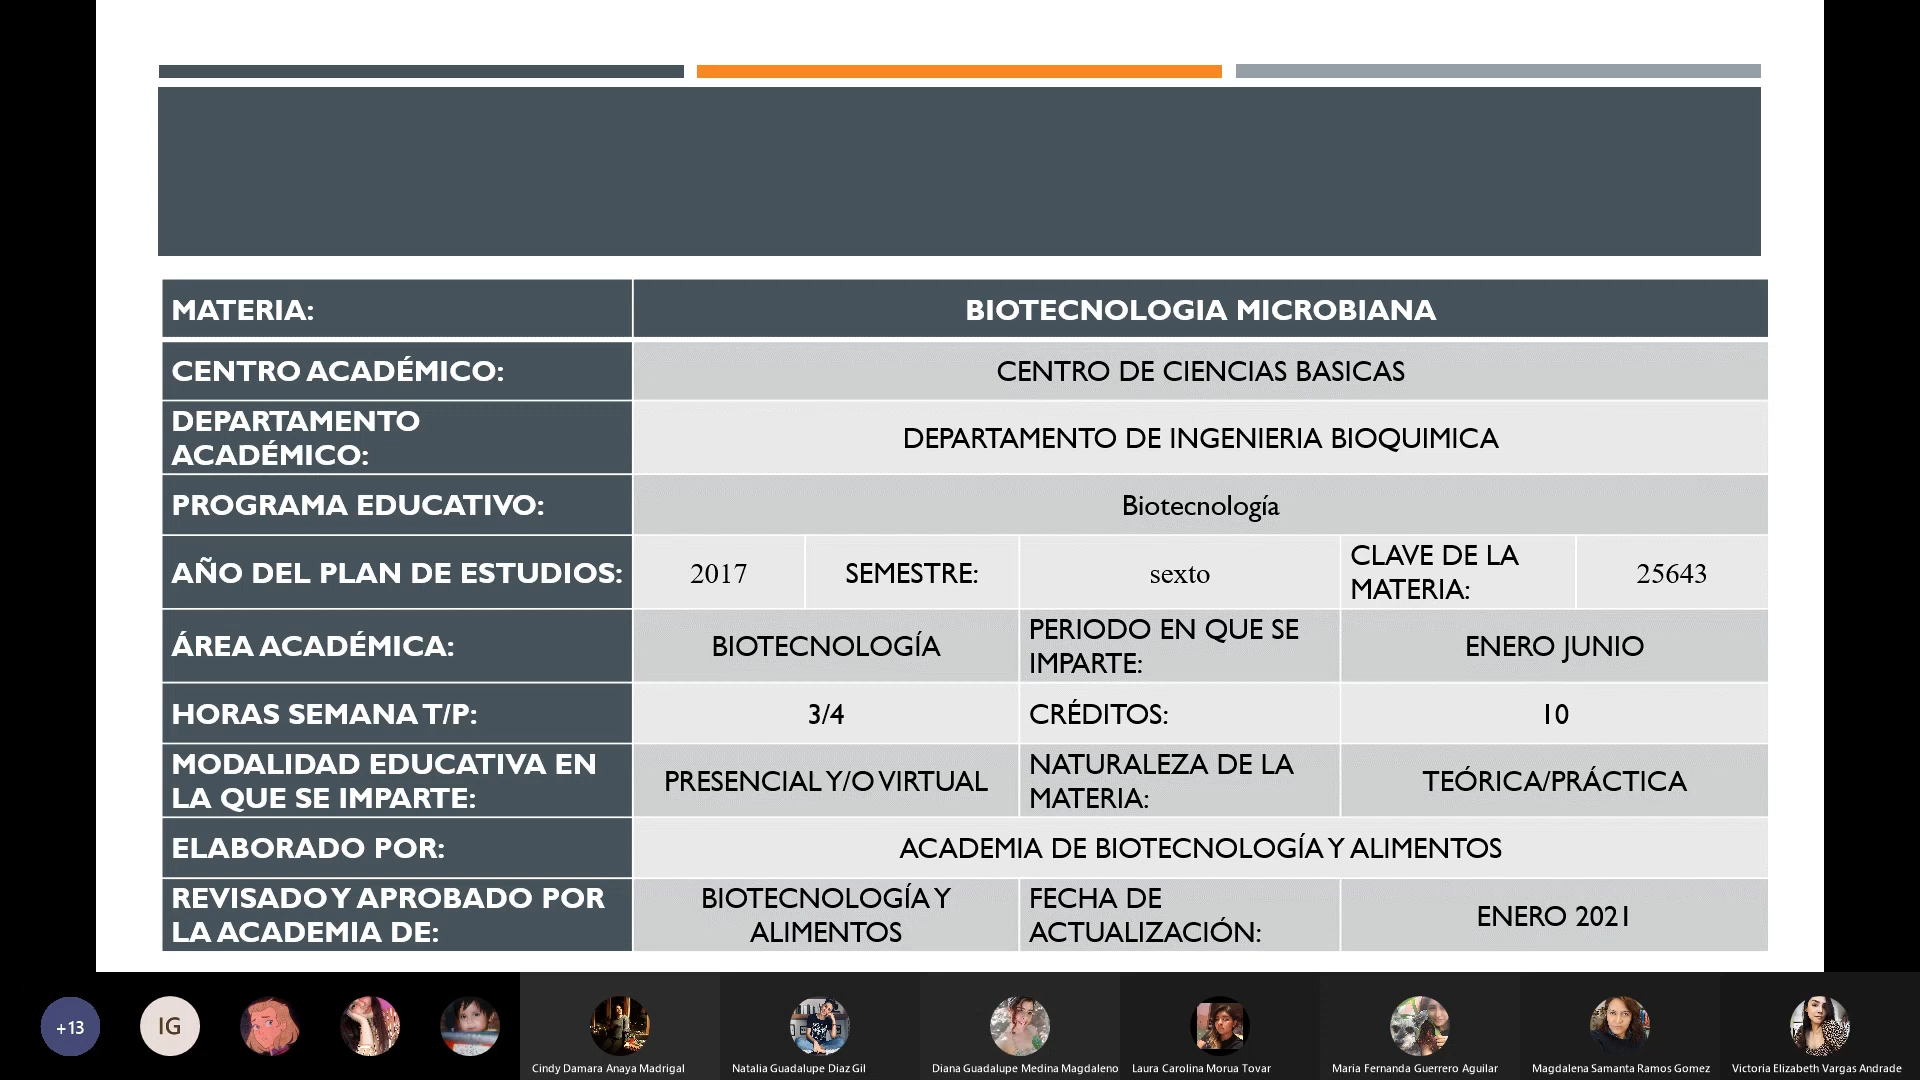 MATERIA:
BIOTECNOLOGIA MICROBIANA
CENTRO ACADÉMICO:
CENTRO DE CIENCIAS BASICAS
DEPARTAMENTO
ACADÉMICO:
DEPARTAMENTO DE INGENIERIA BIOQUIMICA
PROGRAMA EDUCATIVO:
Biotecnología
AÑO DEL PLAN DE ESTUDIOS:
2017
SEMESTRE:
sexto
CLAVE DE LA
MATERIA:
25643
ÁREA ACADÉMICA:
BIOTECNOLOGÍA
PERIODO EN QUE SE
IMPARTE:
ENERO JUNIO
HORAS SEMANA T/P:
3/4
CRÉDITOS:
10
MODALIDAD EDUCATIVA EN
LA QUE SE IMPARTE:
PRESENCIAL Y/O VIRTUAL
NATURALEZA DE LA
MATERIA:
TEÓRICA/PRÁCTICA
ELABORADO POR:
ACADEMIA DE BIOTECNOLOGÍA Y ALIMENTOS
REVISADO Y APROBADO POR
LA ACADEMIA DE:
BIOTECNOLOGÍA Y
ALIMENTOS
FECHA DE
ACTUALIZACIÓN:
ENERO 2021
+13
IG
Cindy Damara Anaya Madrigal
Natalia Guadalupe Diaz Gil
Diana Guadalupe Medina Magdaleno
Laura Carolina Morua Tovar
Maria Fernanda Guerrero Aguilar
Magdalena Samanta Ramos Gomez
Victoria Elizabeth Vargas Andrade